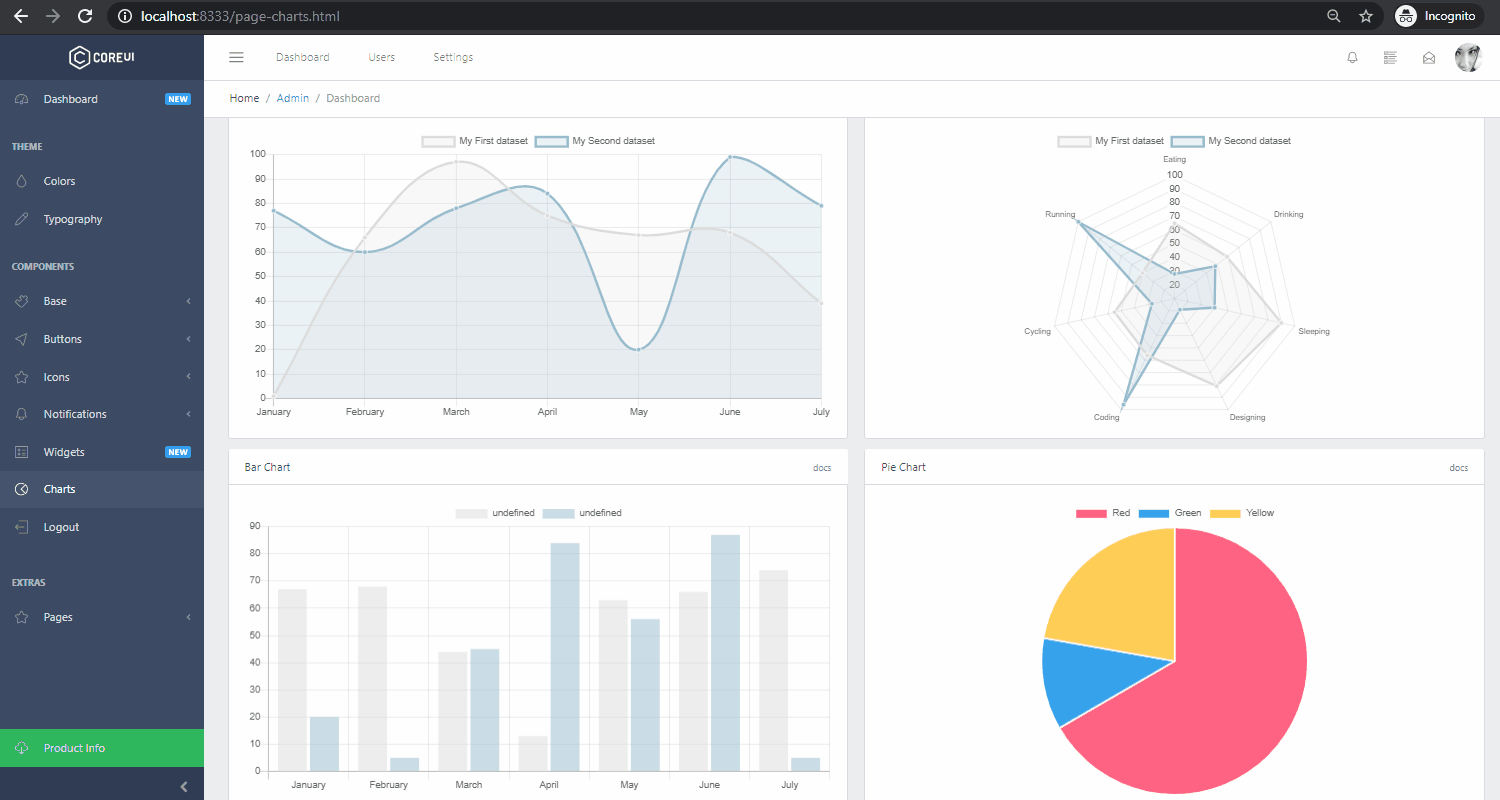 localhost:8333/page-charts.html
Incognito
COREUI
Dashboard NEW
THEME
Colors
Typography
COMPONENTS
Base
Buttons
Icons
Notifications
Widgets NEW
Charts
Logout
EXTRAS
Pages
Product Info
Dashboard Users Settings
Home / Admin / Dashboard
My First dataset My Second dataset
100
90
80
70
60
50
40
30
20
10
0
January February March April May June July
My First dataset My Second dataset
Eating
100
90
80
70
60
50
40
30
20
Running
Drinking
Cycling
Sleeping
Coding
Designing
Bar Chart docs
undefined undefined
90
80
70
60
50
40
30
20
10
0
January February March April May June July
Pie Chart docs
Red Green Yellow